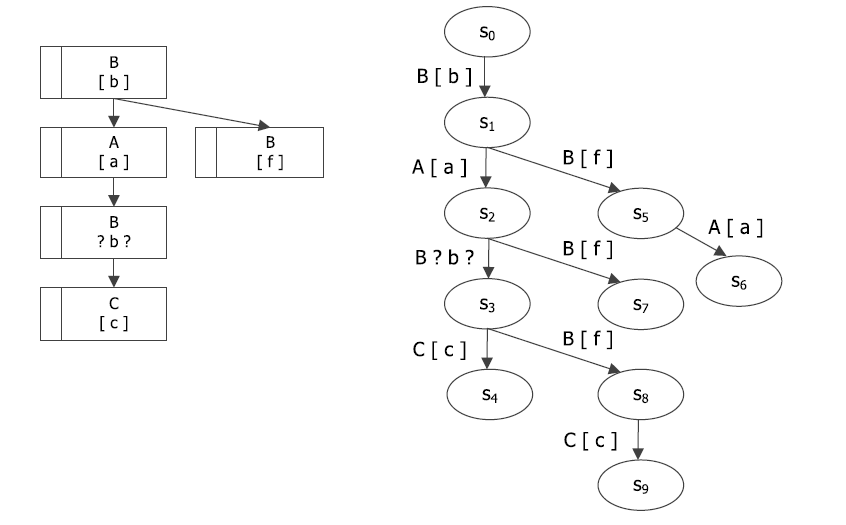 B
[ b ]
A
[ a ]
B
[ f ]
B
? b ?
C
[ c ]
s0
B [ b ]
s1
A [ a ]
B [ f ]
s2
s5
A [ a ]
B ? b ?
B [ f ]
s6
s3
s7
C [ c ]
B [ f ]
s4
s8
C [ c ]
s9